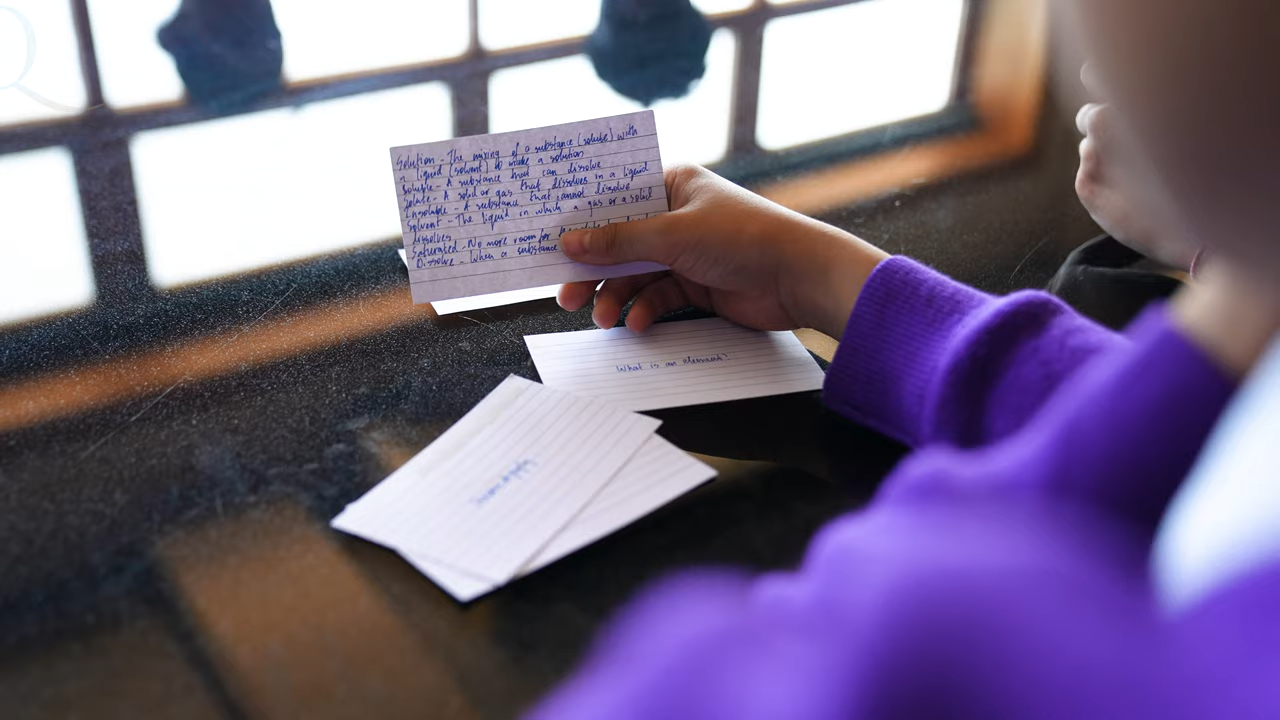 Solution - The mixing of a substance (solute) with
a liquid (solvent) to make a solution
Soluble - A substance that can dissolve
Solute - A solid or gas that dissolves in a liquid
Insoluble - A substance that cannot dissolve
Solvent - The liquid in which a gas or a solid
dissolves
Saturated - No more room for
Dissolve - When a substance
What is an element?